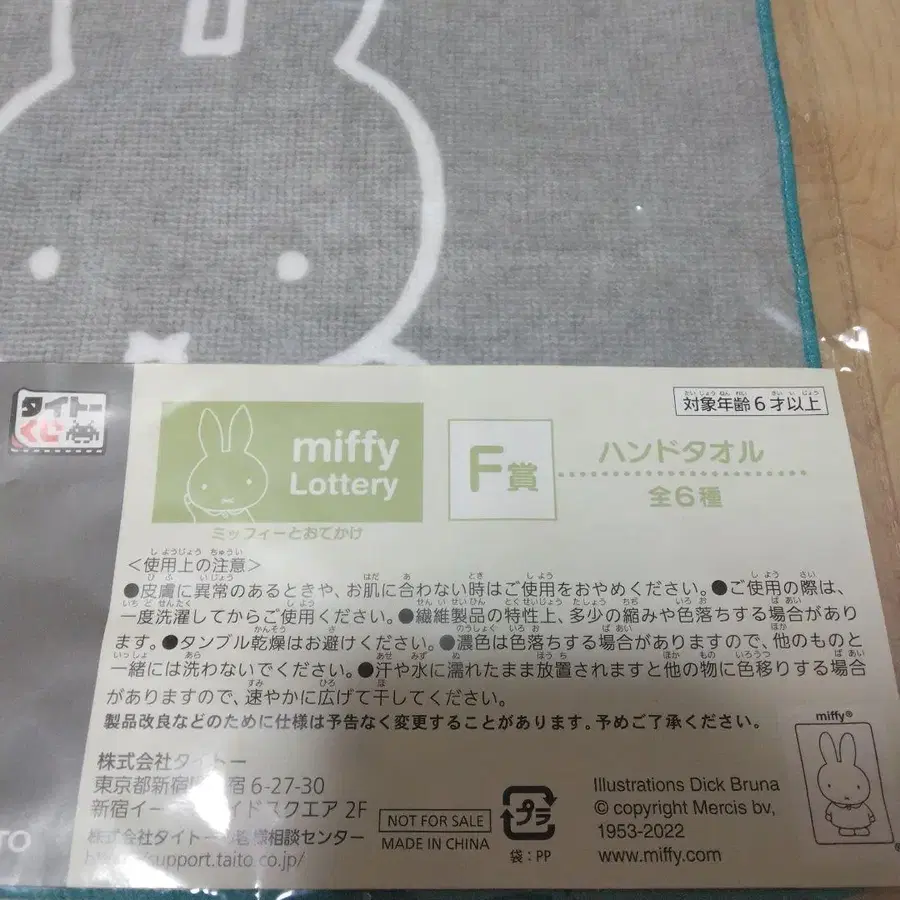 タイトー
くじ
miffy
Lottery
ミッフィーとおでかけ
F賞
ハンドタオル
全6種
対象年齢6才以上
<使用上の注意>
●皮膚に異常のあるときや、お肌に合わない時はご使用をおやめください。●ご使用の際は、
一度洗濯してからご使用ください。●繊維製品の特性上、多少の縮みや色落ちする場合があり
ます。●タンブル乾燥はお避けください。●濃色は色落ちする場合がありますので、他のものと
一緒には洗わないでください。●汗や水に濡れたまま放置されますと他の物に色移りする場合
がありますので、速やかに広げて干してください。
製品改良などのために仕様は予告なく変更することがあります。予めご了承ください。
株式会社タイトー
東京都新宿 宿6-27-30
新宿イー イドスクエア 2F
株式会社タイトー 客様相談センター
support.taito.co.jp/
NOT FOR SALE
MADE IN CHINA
プラ
袋:PP
Illustrations Dick Bruna
© copyright Mercis bv,
1953-2022
www.miffy.com
miffy®
TO